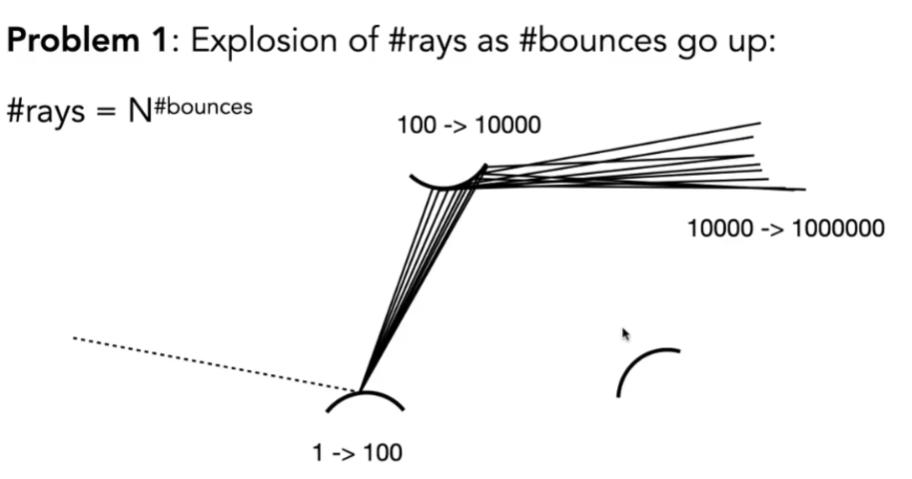 Problem 1: Explosion of #rays as #bounces go up:
#rays = N#bounces
100 -> 10000
10000 -> 1000000
1 -> 100